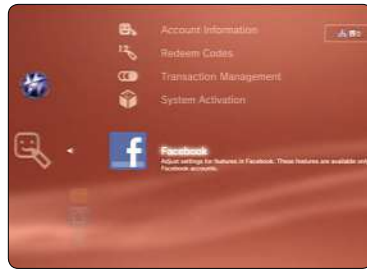 Account Information
Redeem Codes
Transaction Management
System Activation
f
Facebook
Adjust settings for features in Facebook. These features are available only
Facebook accounts.